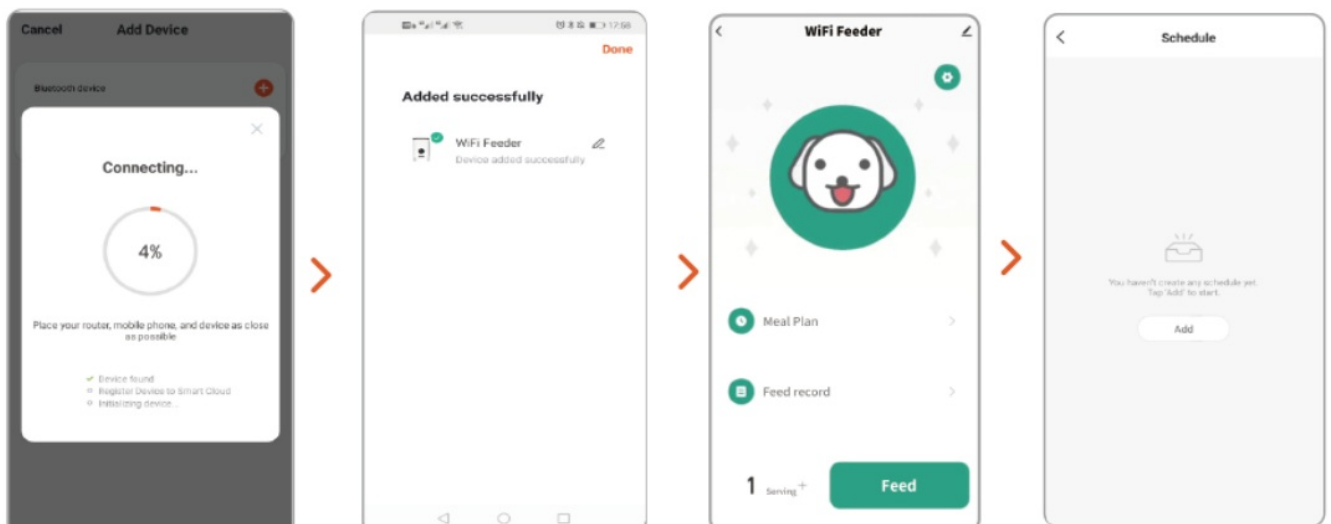 Cancel Add Device
Bluetooth device
Connecting...
4%
Place your router, mobile phone, and device as close
as possible
Device found
Register Device to Smart Cloud
Initializing device...
17:58
Done
Added successfully
WiFi Feeder
Device added successfully
WiFi Feeder
Meal Plan
Feed record
1 Serving +
Feed
Schedule
You haven't create any schedule yet.
Tap 'Add' to start.
Add